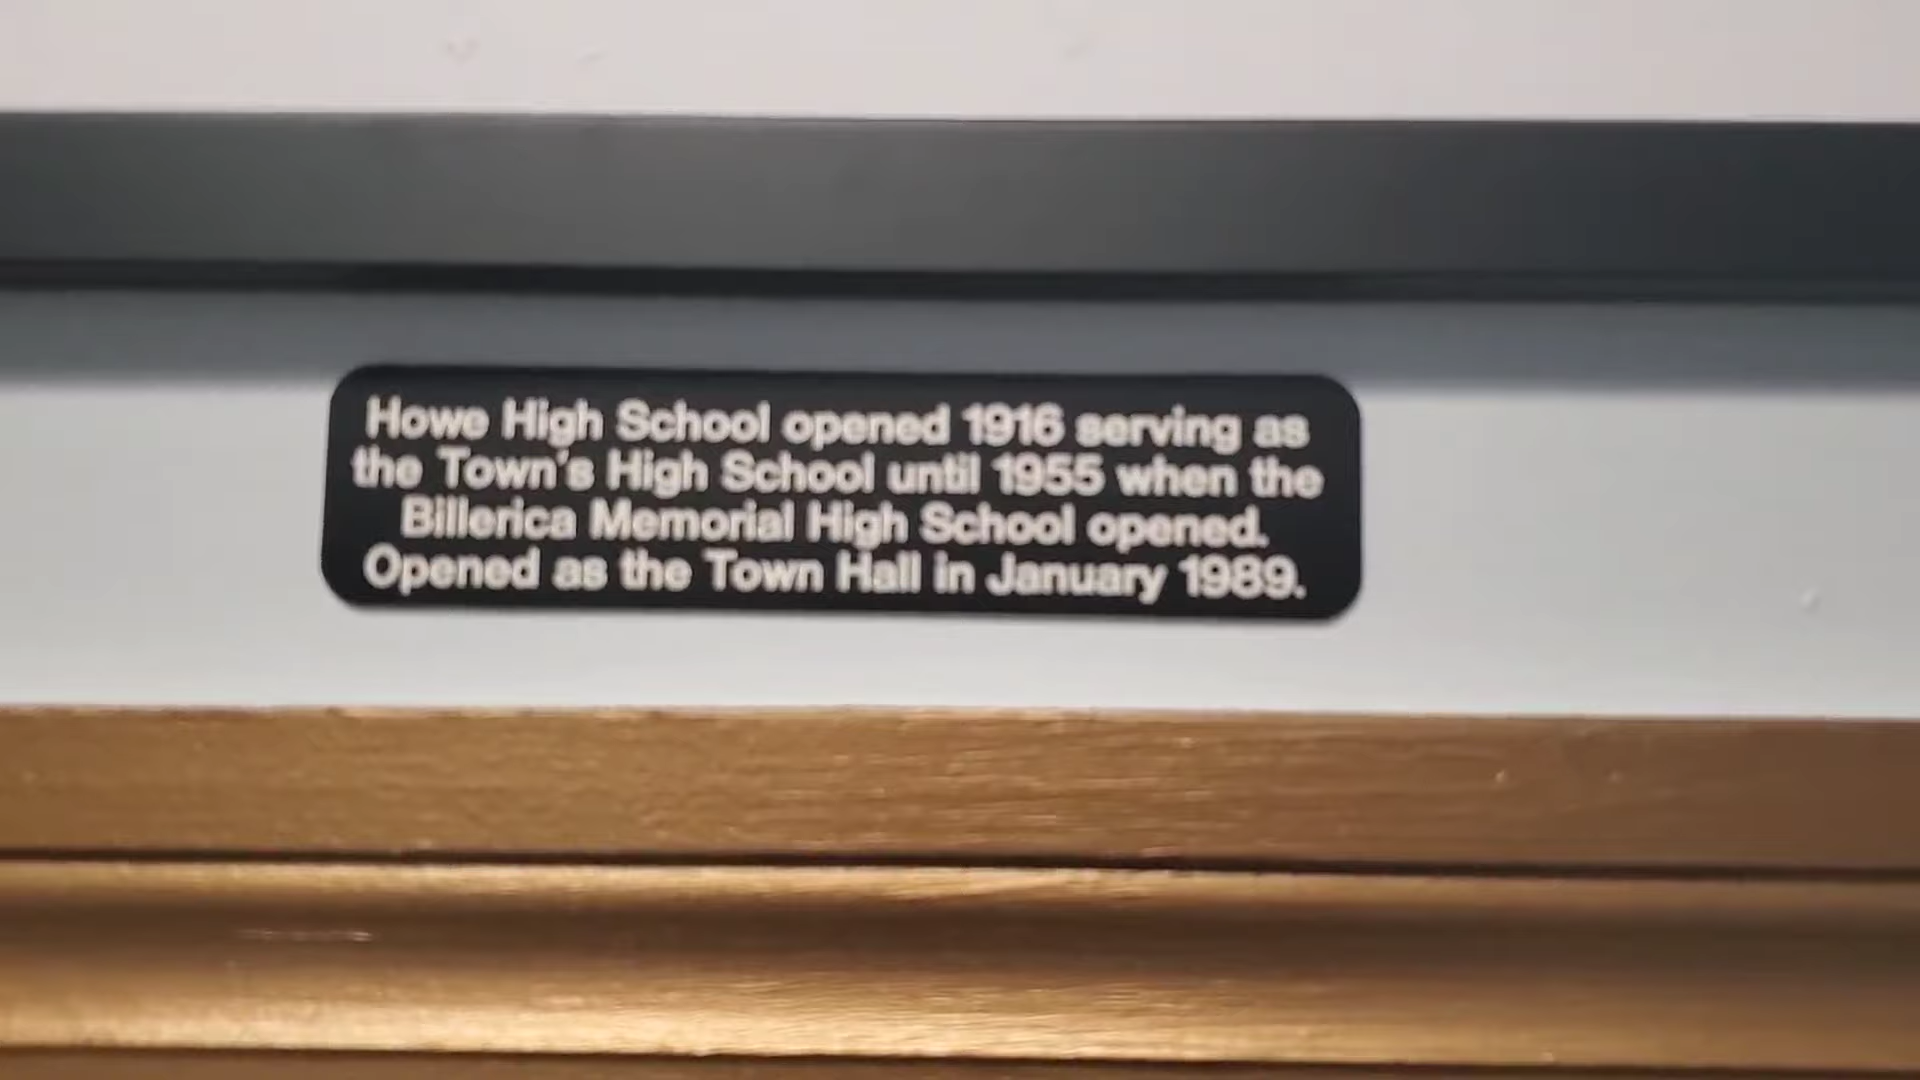 Howe High School opened 1916 serving as
the Town's High School until 1955 when the
Billerica Memorial High School opened.
Opened as the Town Hall in January 1989.